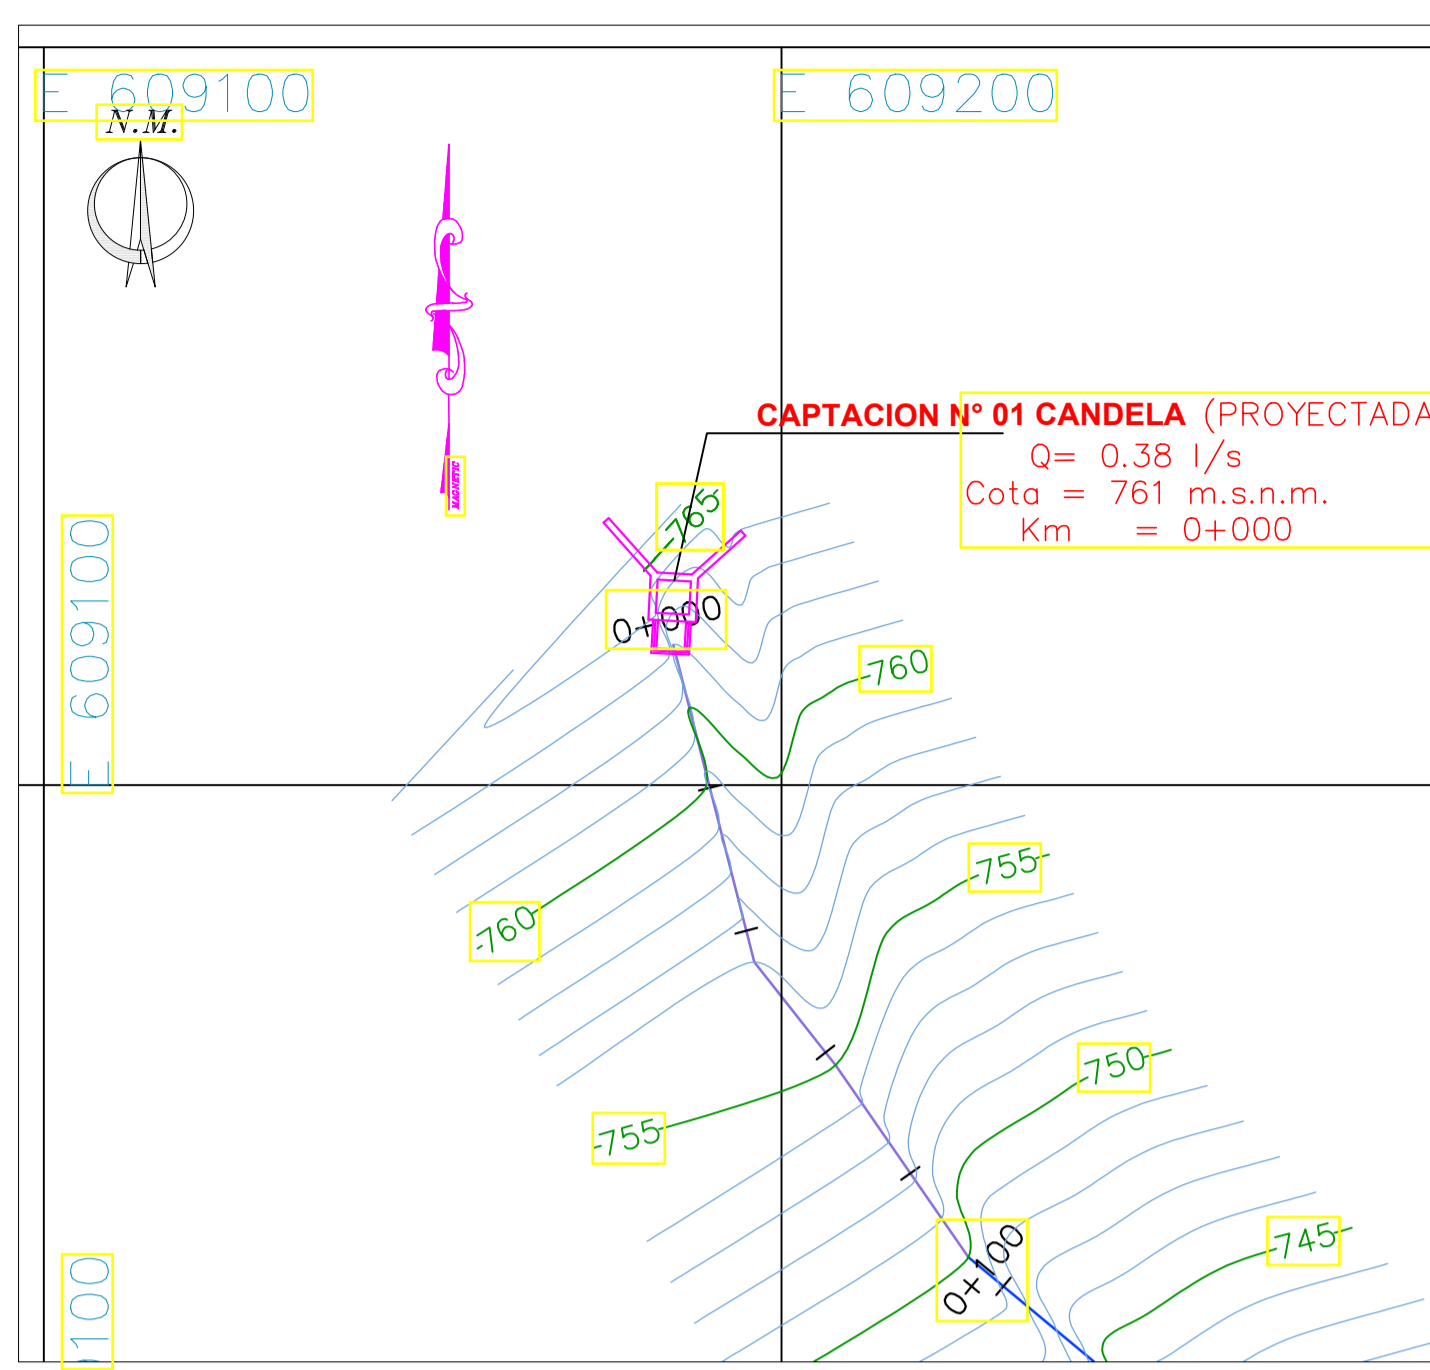 E 609100
E 609200
N.M.
MAGNETIC
CAPTACION N° 01 CANDELA (PROYECTADA
Q= 0.38 l/s
Cota = 761 m.s.n.m.
Km = 0+000
-765-
E 609100
0+000
-760
-755-
-760-
-750-
-755-
-745-
0+100
9100